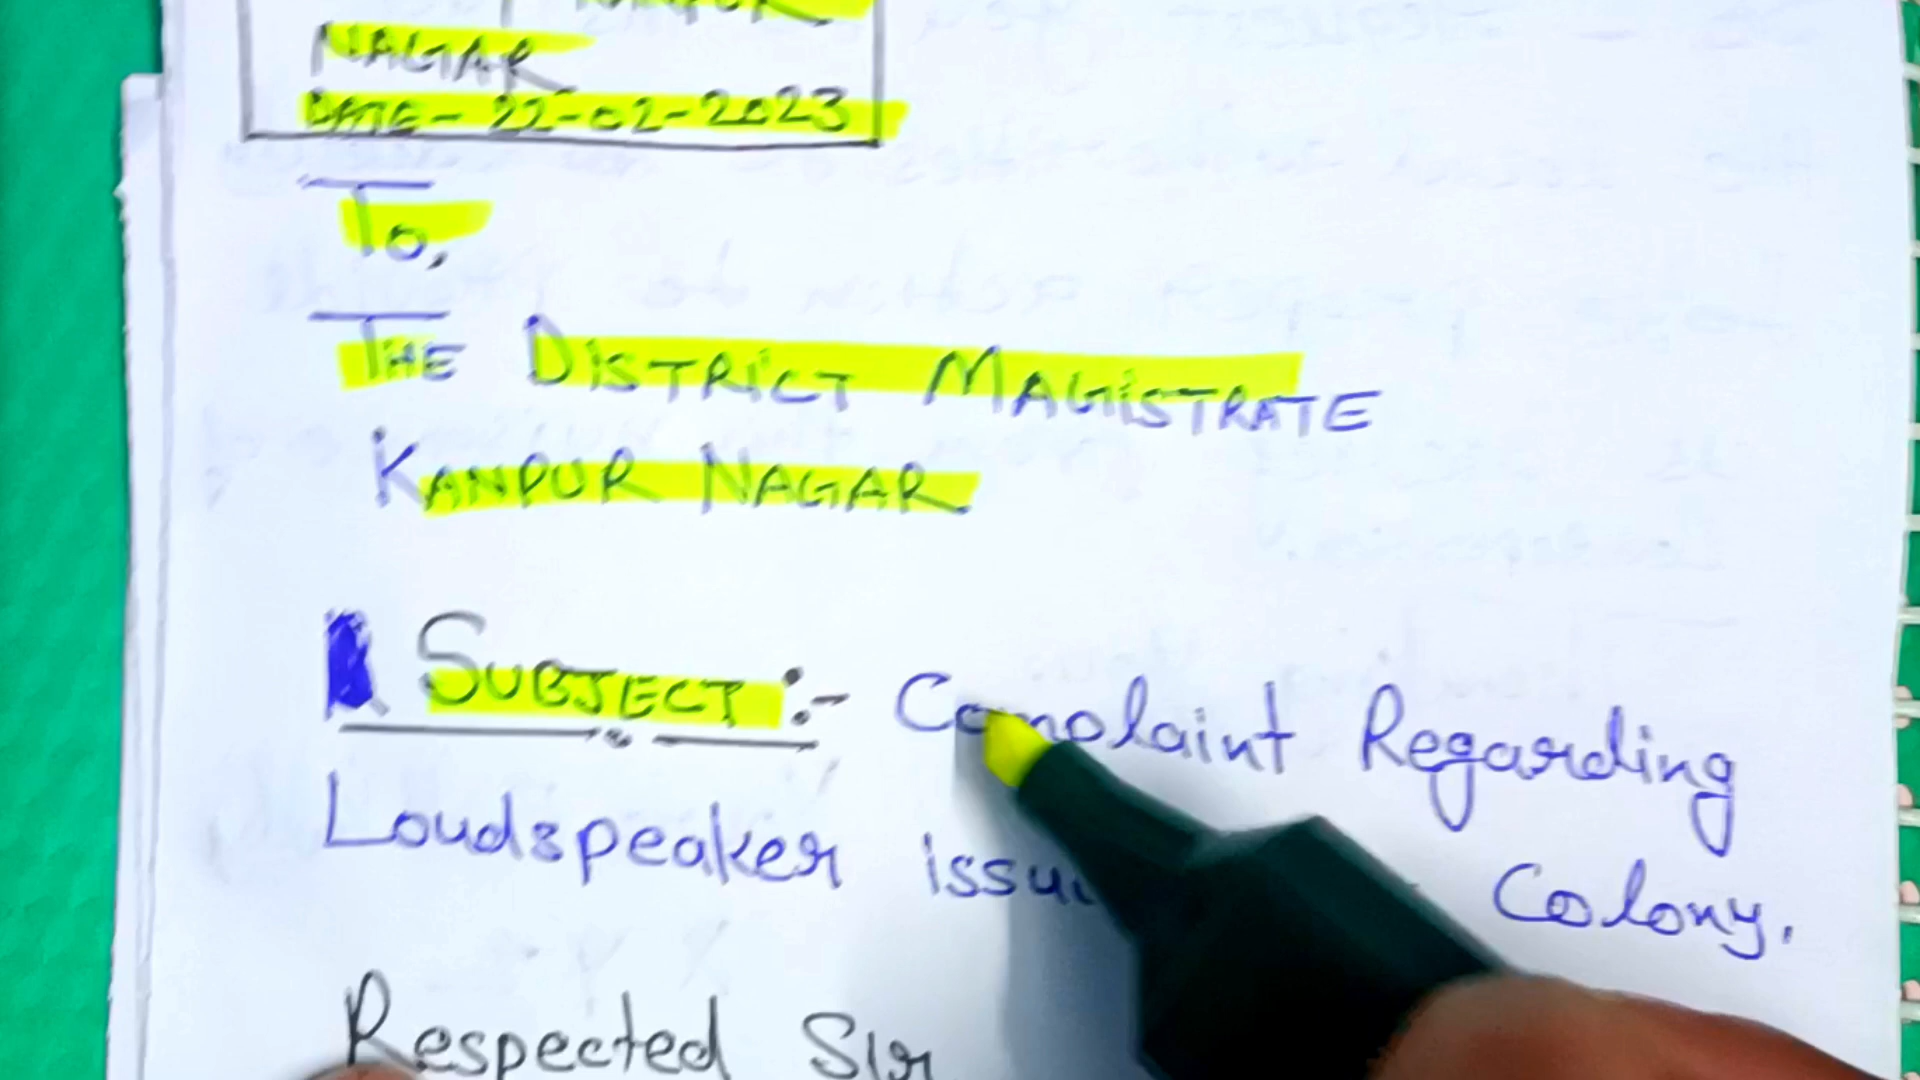 NAGAR
DATE- 22-02-2023
To,
THE DISTRICT MAGISTRATE
KANPUR NAGAR
SUBJECT :- Complaint Regarding
Loudspeaker Colony.
Respected Sir